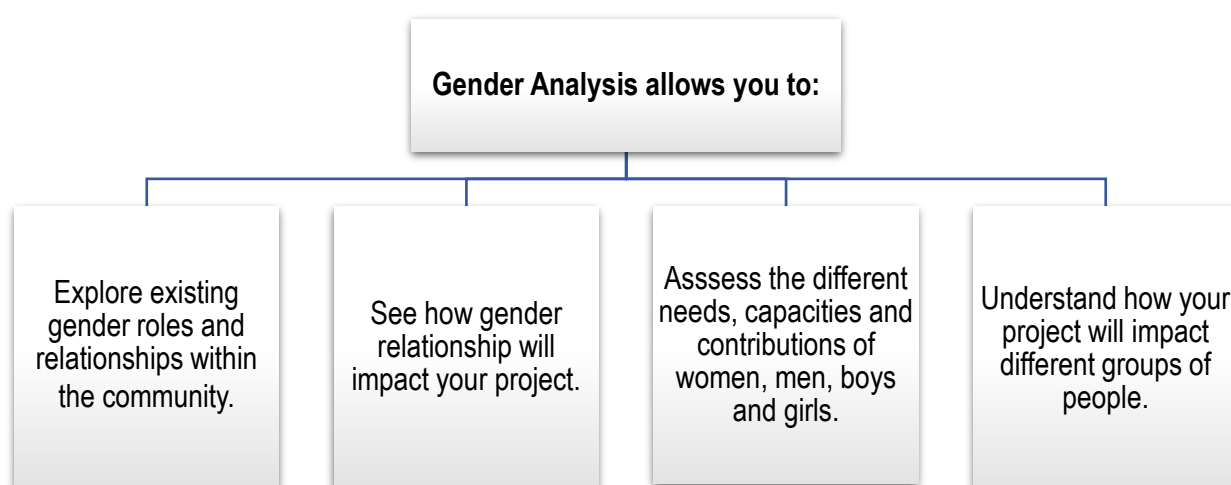 Gender Analysis allows you to:
Explore existing
gender roles and
relationships within
the community.
See how gender
relationship will
impact your project.
Asssess the different
needs, capacities and
contributions of
women, men, boys
and girls.
Understand how your
project will impact
different groups of
people.